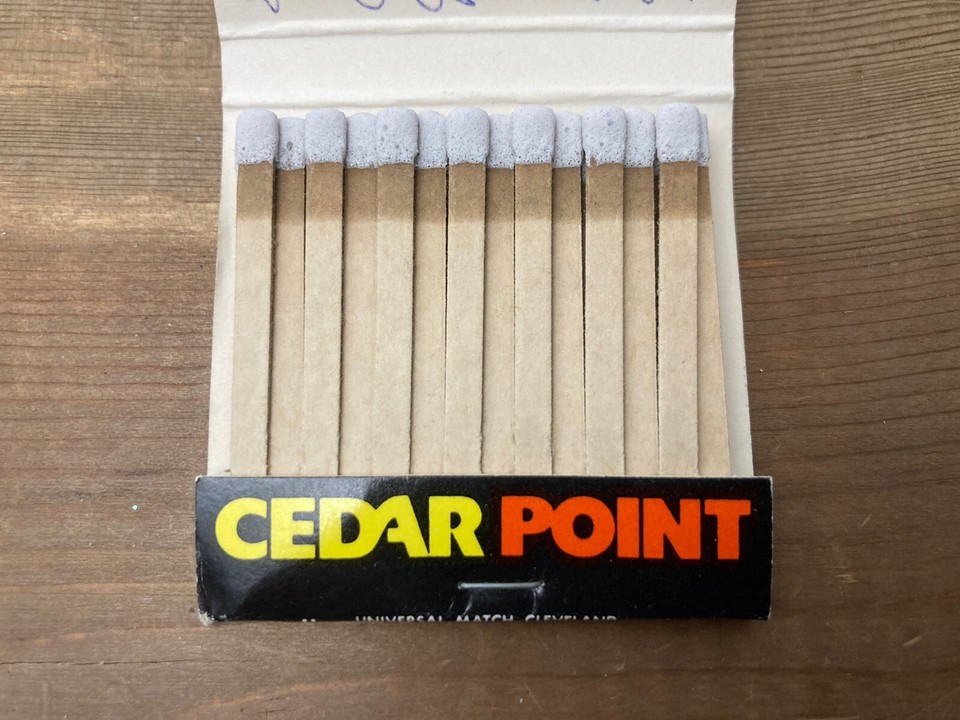 CEDAR POINT
UNIVERSAL MATCH, CLEVELAND